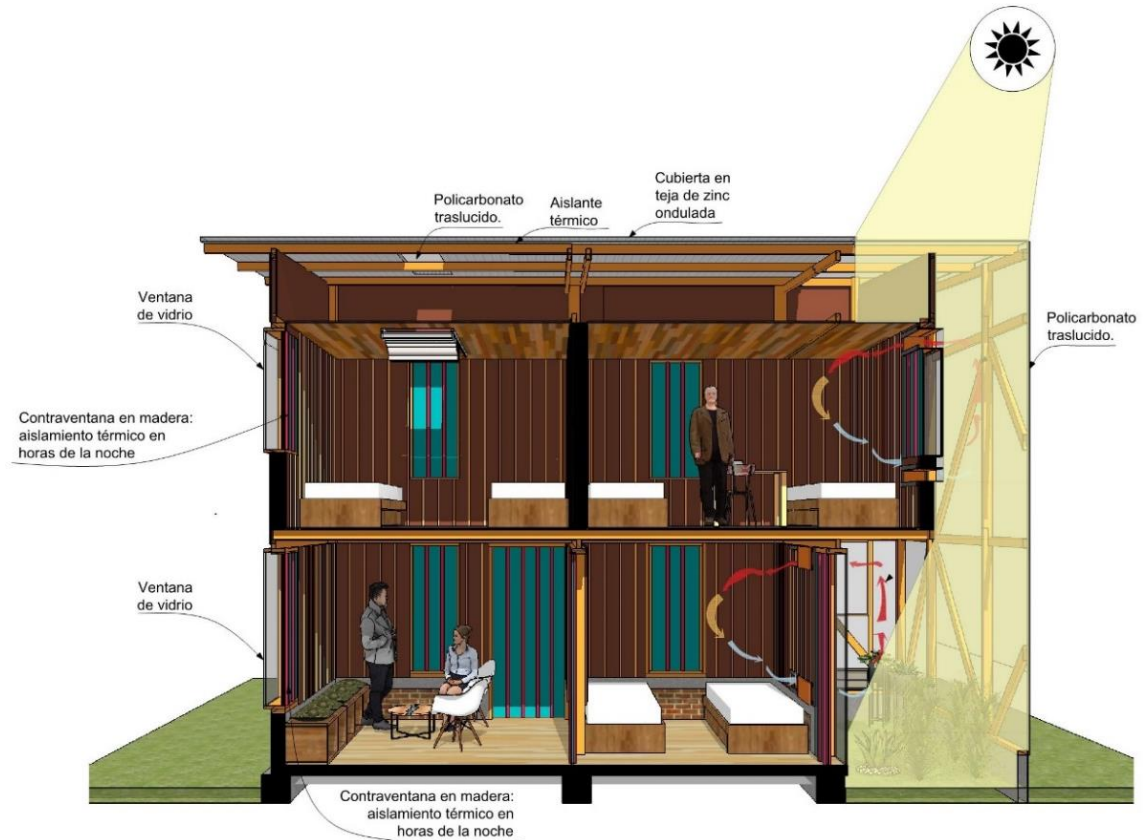 Policarbonato
traslucido.
Aislante
térmico
Cubierta en
teja de zinc
ondulada
Ventana
de vidrio
Policarbonato
traslucido.
Contraventana en madera:
aislamiento térmico en
horas de la noche
Ventana
de vidrio
Contraventana en madera:
aislamiento térmico en
horas de la noche